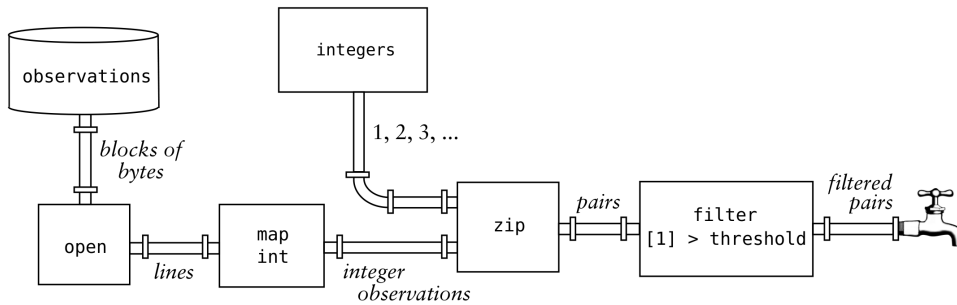 observations
integers
1, 2, 3, ...
blocks of
bytes
open
lines
map
int
integer
observations
zip
pairs
filter
[1] > threshold
filtered
pairs